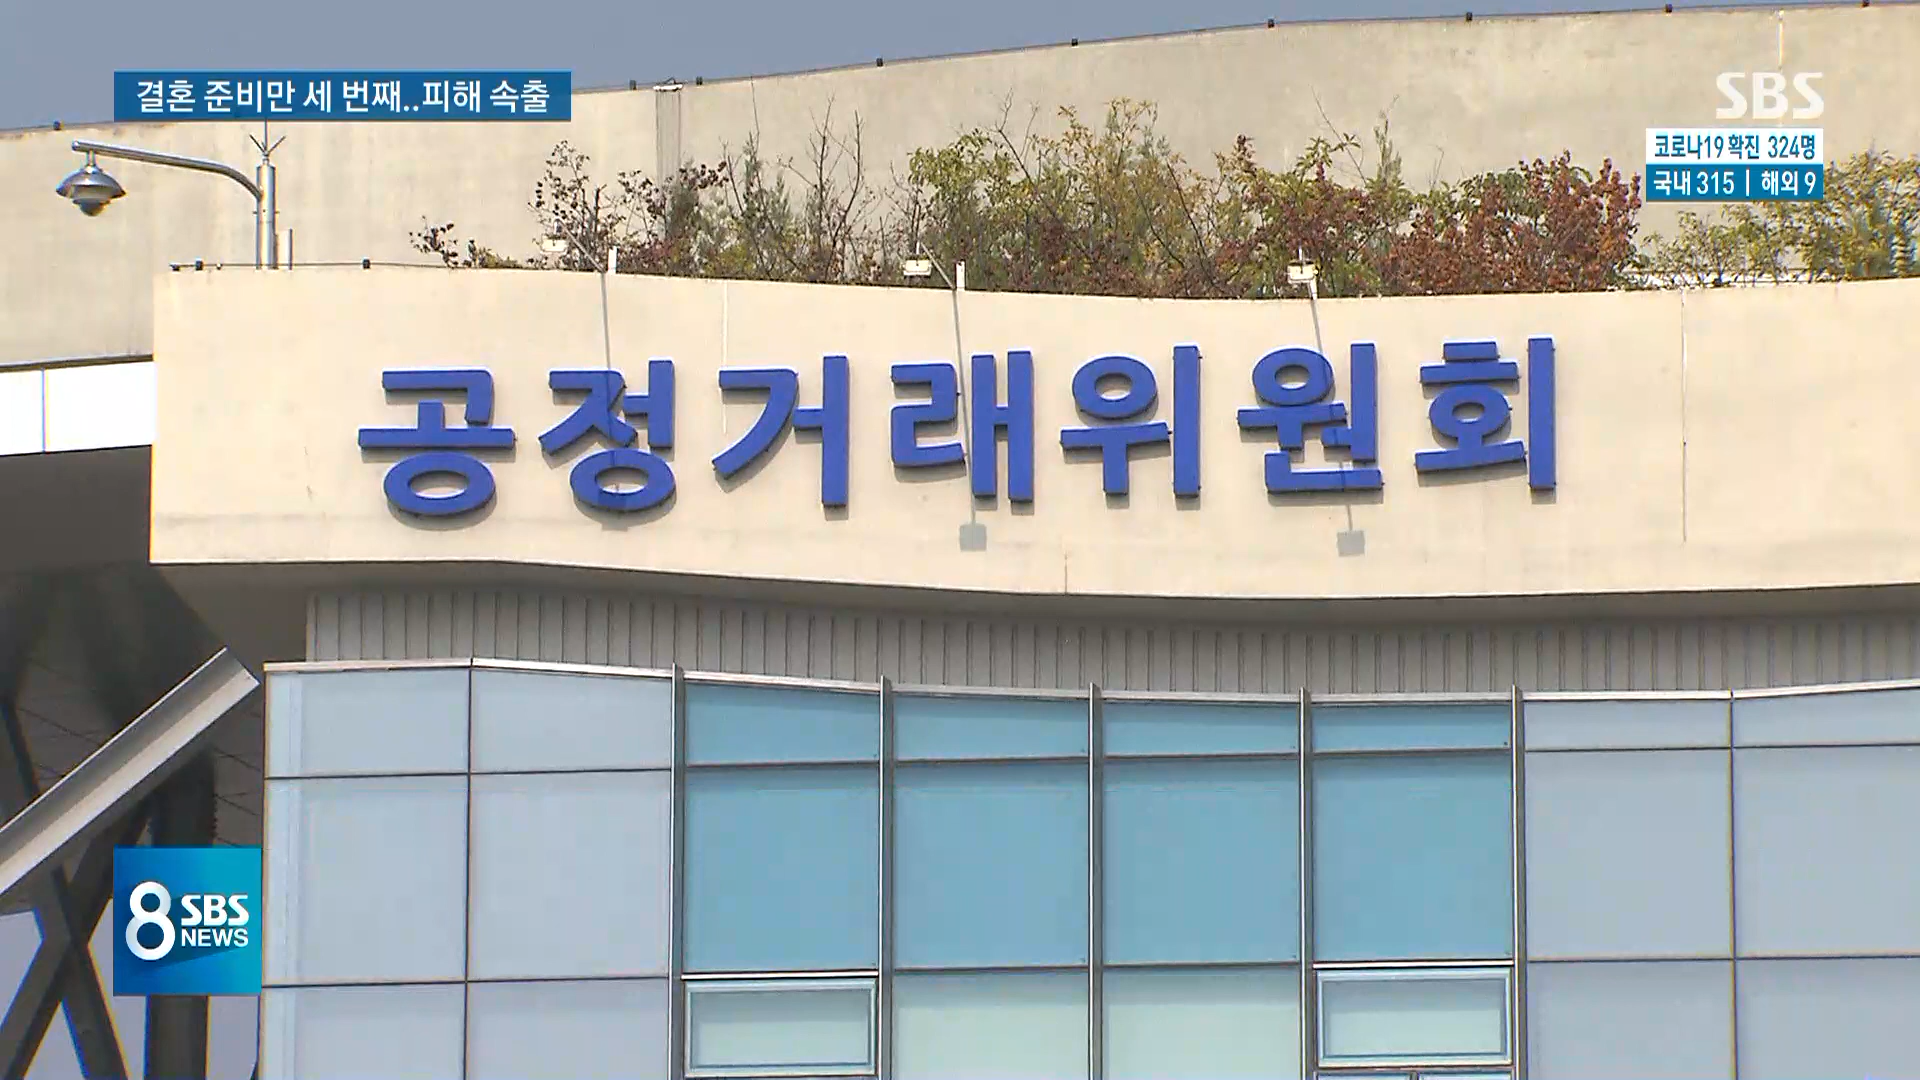 결혼 준비만 세 번째..피해 속출
SBS
코로나19 확진 324명
국내 315 | 해외 9
공정거래위원회
8 SBS
NEWS